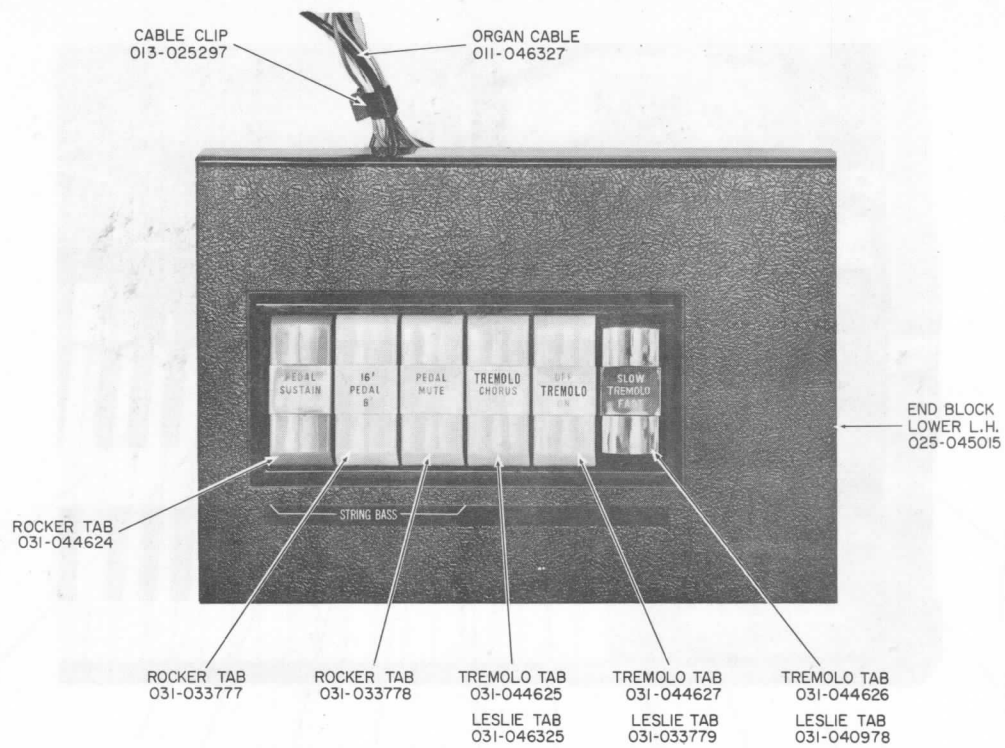 CABLE CLIP
013-025297
ORGAN CABLE
011-046327
PEDAL
SUSTAIN
16'
PEDAL
8'
PEDAL
MUTE
TREMOLO
CHORUS
OFF
TREMOLO
ON
SLOW
TREMOLO
FAST
END BLOCK
LOWER L.H.
025-045015
STRING BASS
ROCKER TAB
031-044624
ROCKER TAB
031-033777
ROCKER TAB
031-033778
TREMOLO TAB
031-044625
LESLIE TAB
031-046325
TREMOLO TAB
031-044627
LESLIE TAB
031-033779
TREMOLO TAB
031-044626
LESLIE TAB
031-040978